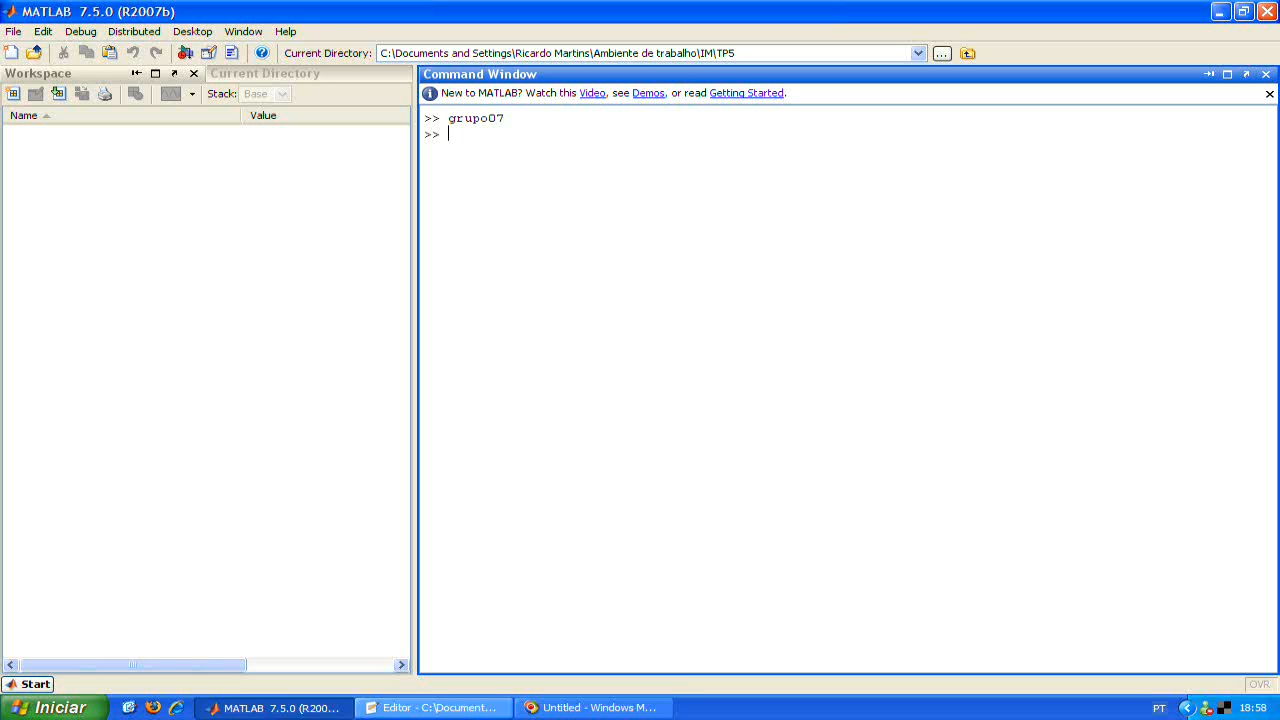 MATLAB 7.5.0 (R2007b)
File Edit Debug Distributed Desktop Window Help
Current Directory: C:\Documents and Settings\Ricardo Martins\Ambiente de trabalho\IM\TP5 ...
Workspace Current Directory
Stack: Base
Name Value
Command Window
New to MATLAB? Watch this Video, see Demos, or read Getting Started.
>> grupo07
>>
Start OVR
Iniciar MATLAB 7.5.0 (R200... Editor - C:\Document... Untitled - Windows M... PT 18:58